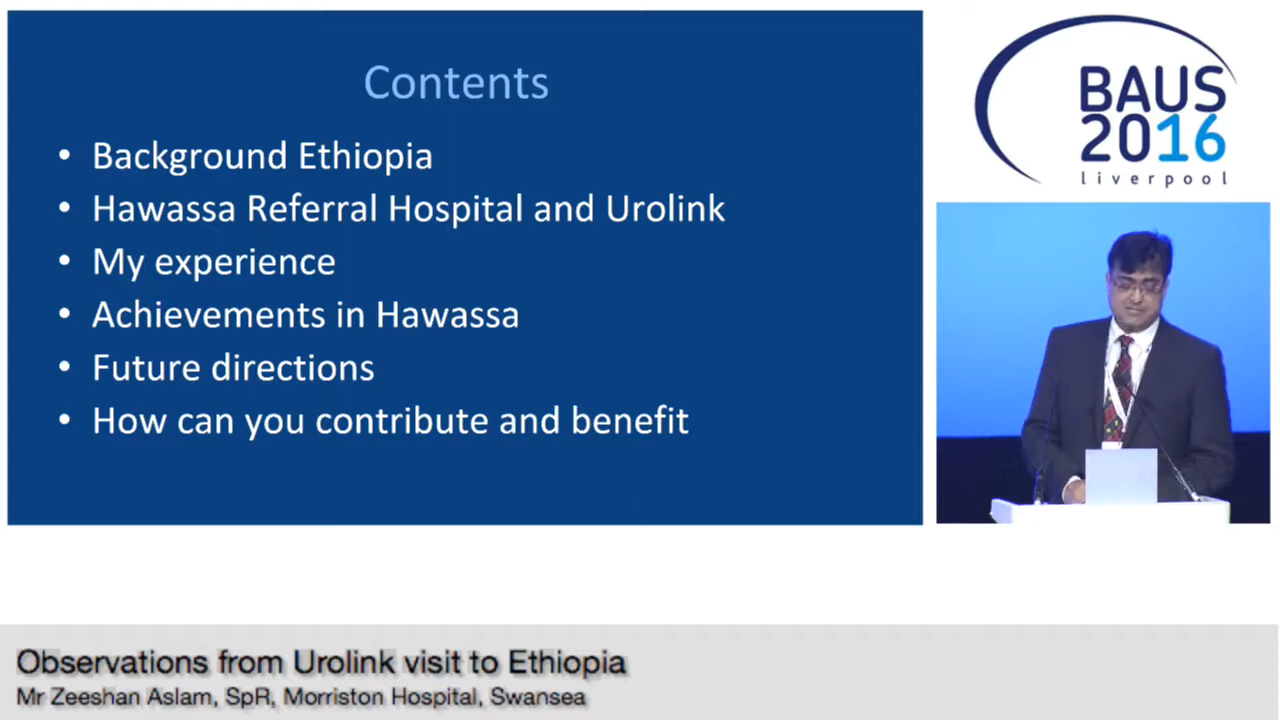 Contents
• Background Ethiopia
• Hawassa Referral Hospital and Urolink
• My experience
• Achievements in Hawassa
• Future directions
• How can you contribute and benefit
BAUS
2016
liverpool
Observations from Urolink visit to Ethiopia
Mr Zeeshan Aslam, SpR, Morriston Hospital, Swansea